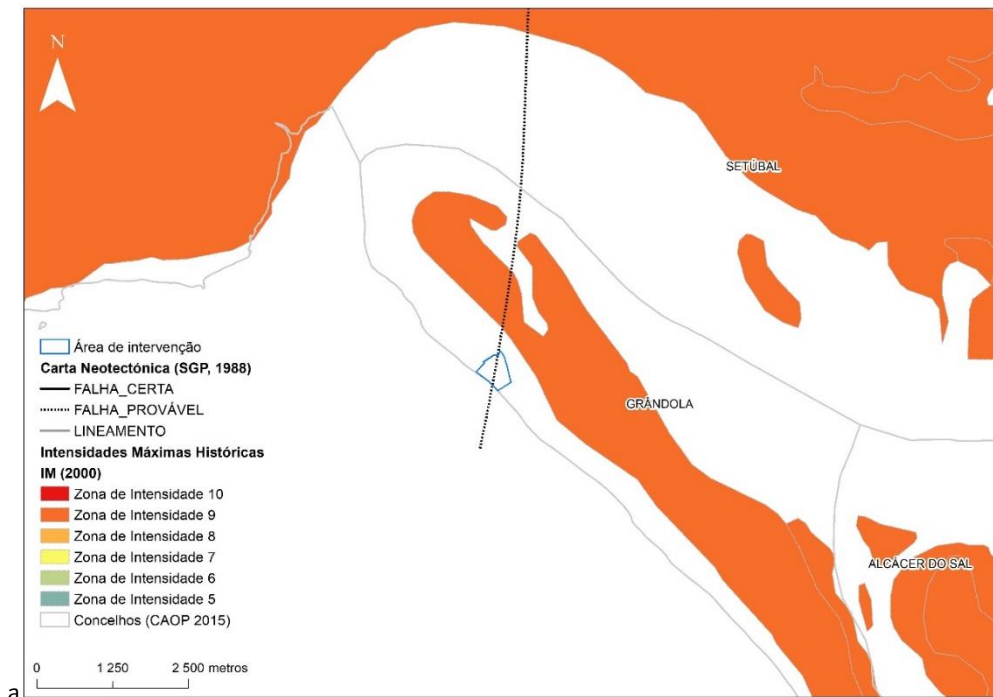 N
SETÚBAL
GRÂNDOLA
ALCÁCER DO SAL
Área de intervenção
Carta Neotectónica (SGP, 1988)
FALHA_CERTA
FALHA_PROVÁVEL
LINEAMENTO
Intensidades Máximas Históricas
IM (2000)
Zona de Intensidade 10
Zona de Intensidade 9
Zona de Intensidade 8
Zona de Intensidade 7
Zona de Intensidade 6
Zona de Intensidade 5
Concelhos (CAOP 2015)
0 1 250 2 500 metros
a